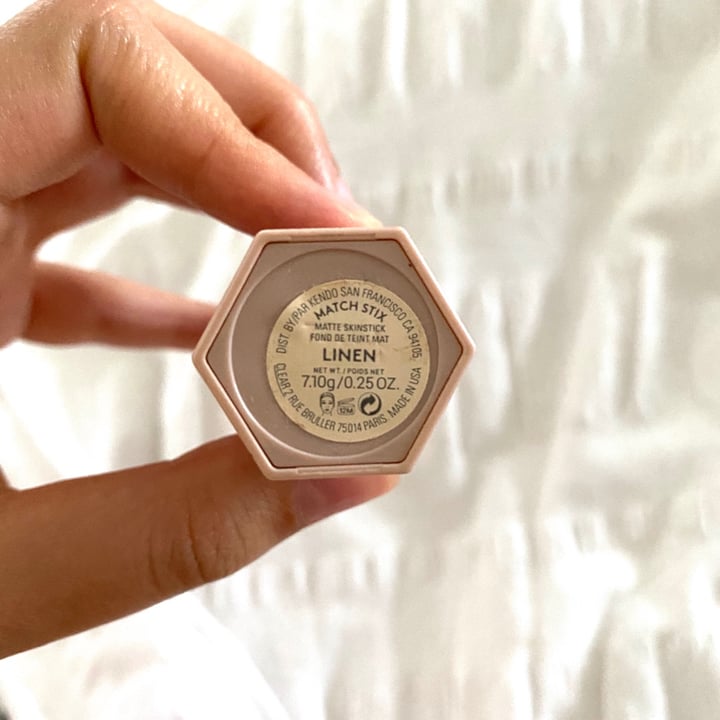 DIST. BY/PAR KENDO SAN FRANCISCO CA 94105
MATCH STIX
MATTE SKINSTICK
FOND DE TEINT MAT
LINEN
NET WT. / POIDS NET
7.10g/0.25 OZ.
12M
CLEAR 2 RUE BRULLER 75014 PARIS MADE IN USA